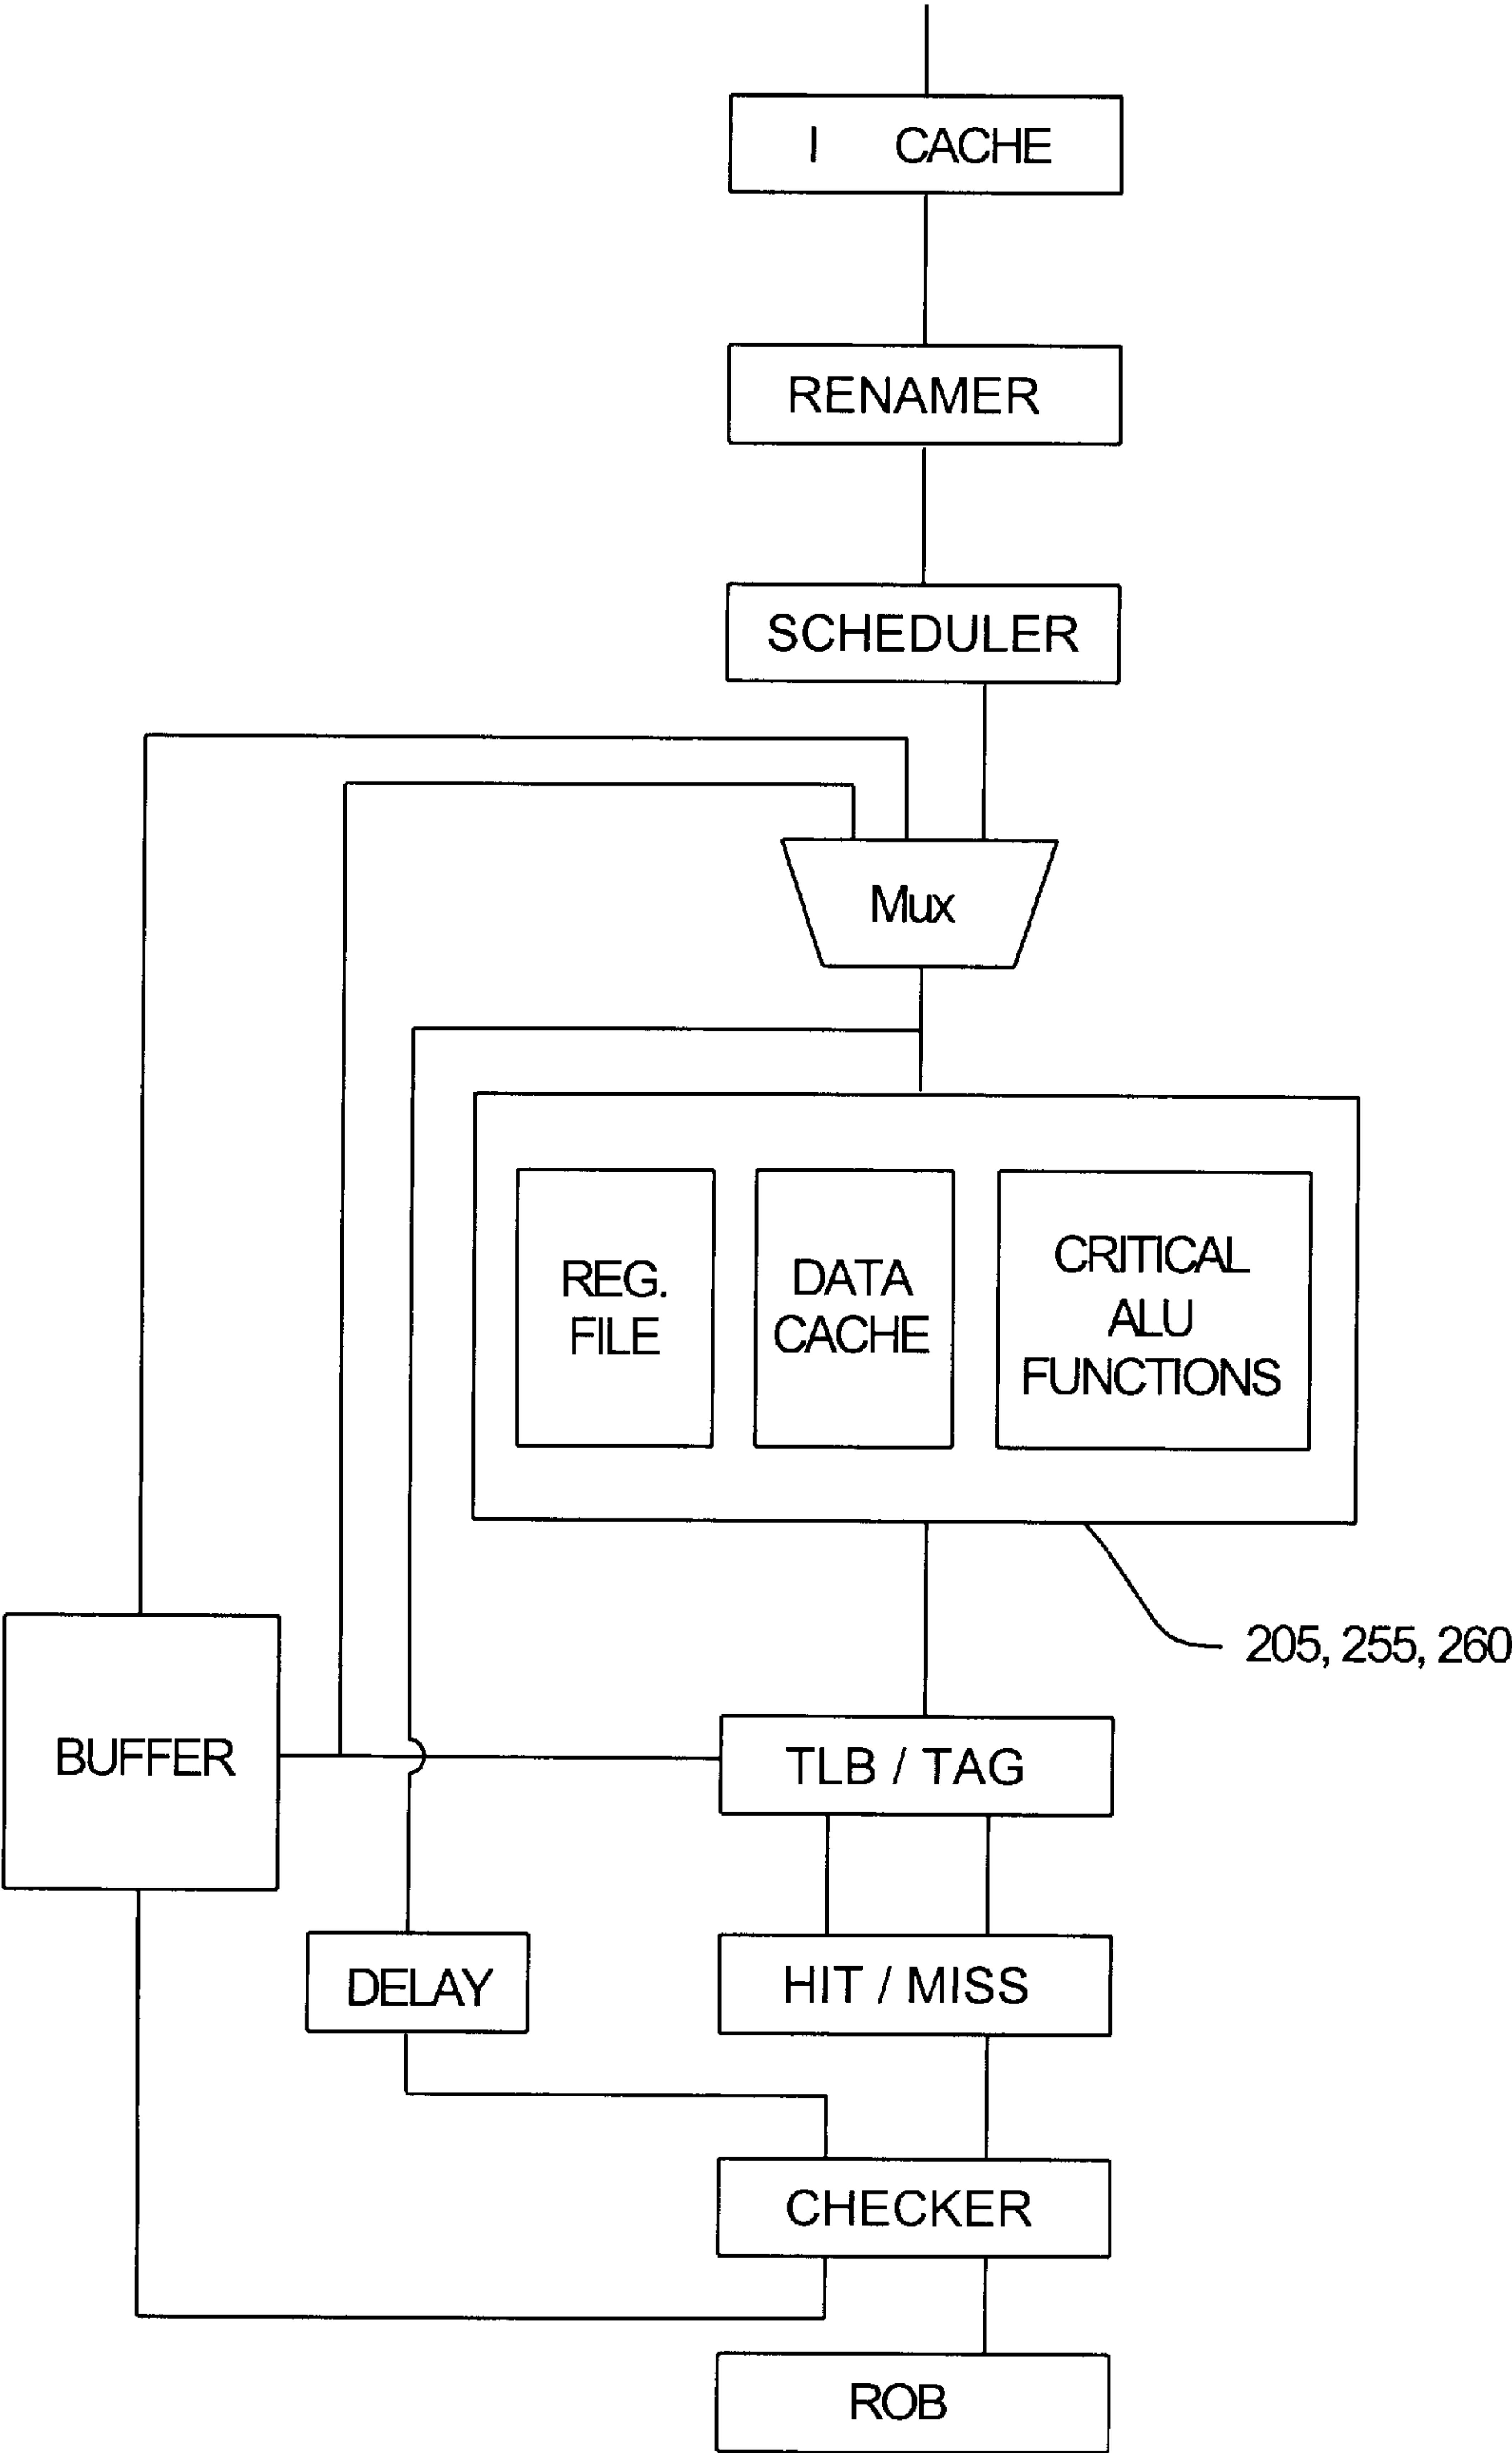 I CACHE
RENAMER
SCHEDULER
Mux
REG.
FILE
DATA
CACHE
CRITICAL
ALU
FUNCTIONS
205, 255, 260
BUFFER
TLB / TAG
DELAY
HIT / MISS
CHECKER
ROB